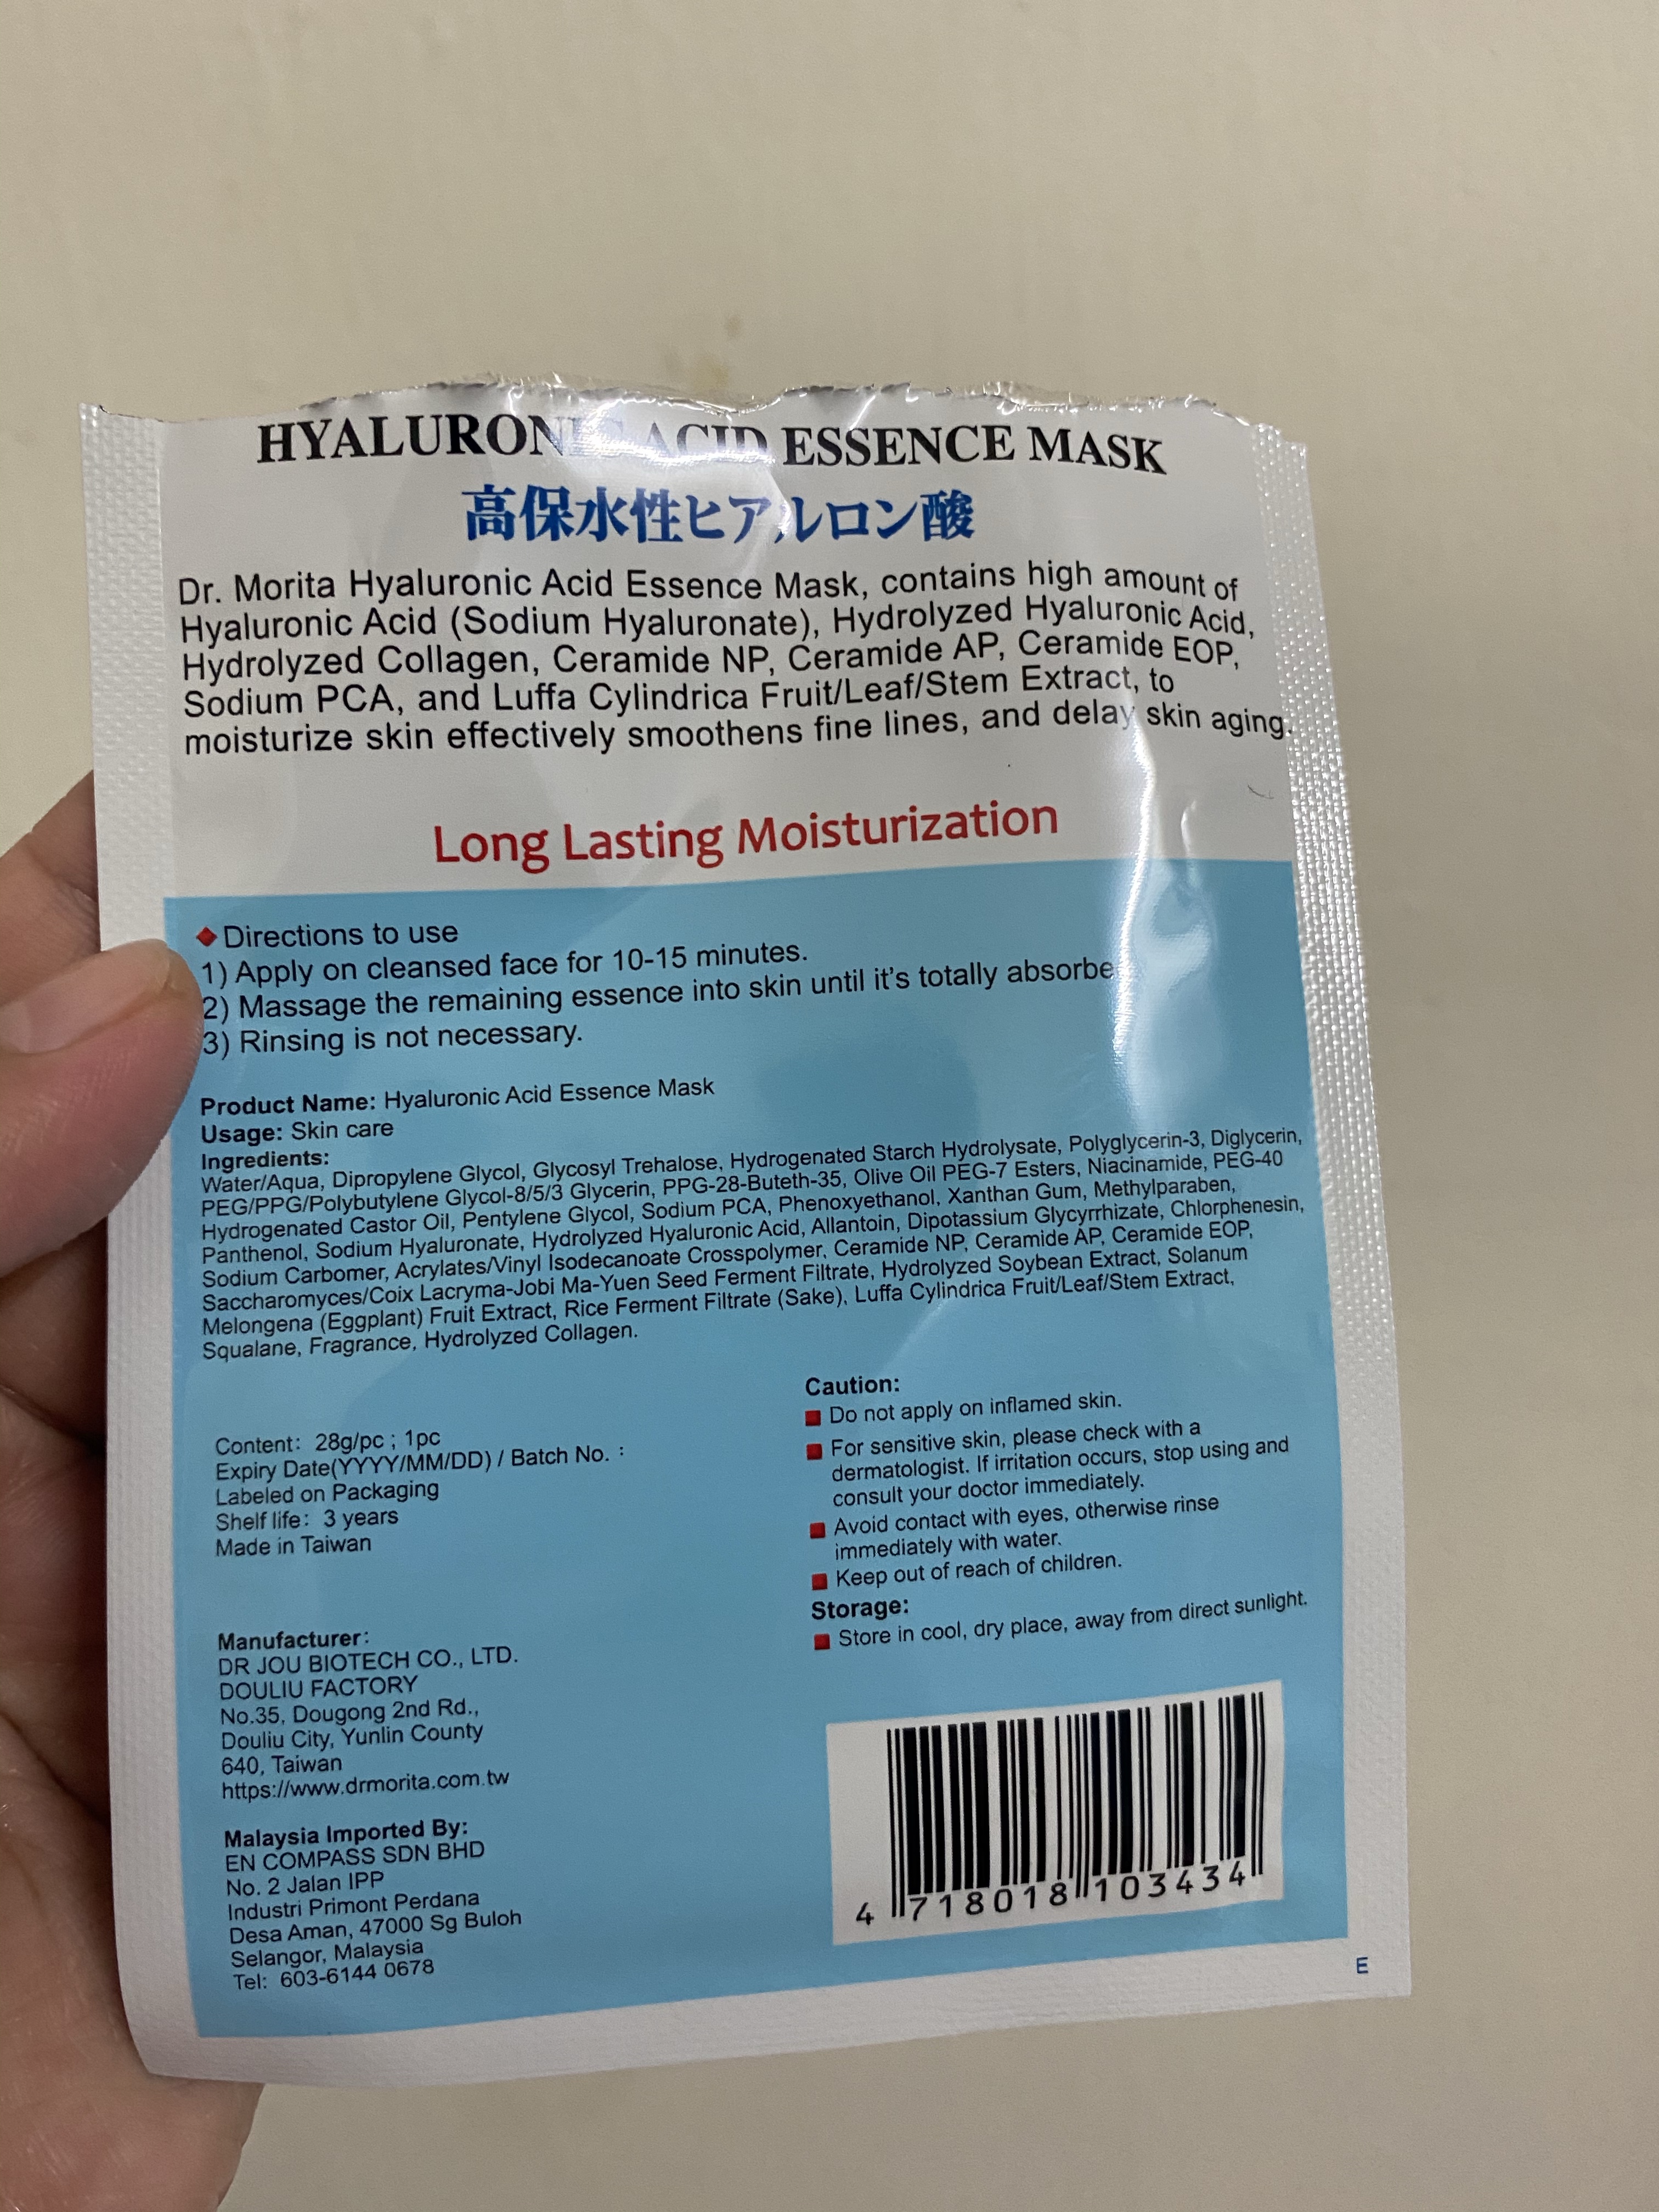 HYALURONIC ACID ESSENCE MASK
高保水性ヒアルロン酸
Dr. Morita Hyaluronic Acid Essence Mask, contains high amount of
Hyaluronic Acid (Sodium Hyaluronate), Hydrolyzed Hyaluronic Acid,
Hydrolyzed Collagen, Ceramide NP, Ceramide AP, Ceramide EOP,
Sodium PCA, and Luffa Cylindrica Fruit/Leaf/Stem Extract, to
moisturize skin effectively smoothens fine lines, and delay skin aging.
Long Lasting Moisturization
◆Directions to use
1) Apply on cleansed face for 10-15 minutes.
2) Massage the remaining essence into skin until it's totally absorbe
3) Rinsing is not necessary.
Product Name: Hyaluronic Acid Essence Mask
Usage: Skin care
Ingredients:
Water/Aqua, Dipropylene Glycol, Glycosyl Trehalose, Hydrogenated Starch Hydrolysate, Polyglycerin-3, Diglycerin,
PEG/PPG/Polybutylene Glycol-8/5/3 Glycerin, PPG-28-Buteth-35, Olive Oil PEG-7 Esters, Niacinamide, PEG-40
Hydrogenated Castor Oil, Pentylene Glycol, Sodium PCA, Phenoxyethanol, Xanthan Gum, Methylparaben,
Panthenol, Sodium Hyaluronate, Hydrolyzed Hyaluronic Acid, Allantoin, Dipotassium Glycyrrhizate, Chlorphenesin,
Sodium Carbomer, Acrylates/Vinyl Isodecanoate Crosspolymer, Ceramide NP, Ceramide AP, Ceramide EOP,
Saccharomyces/Coix Lacryma-Jobi Ma-Yuen Seed Ferment Filtrate, Hydrolyzed Soybean Extract, Solanum
Melongena (Eggplant) Fruit Extract, Rice Ferment Filtrate (Sake), Luffa Cylindrica Fruit/Leaf/Stem Extract,
Squalane, Fragrance, Hydrolyzed Collagen.
Content: 28g/pc ; 1pc
Expiry Date(YYYY/MM/DD) / Batch No. :
Labeled on Packaging
Shelf life: 3 years
Made in Taiwan
Manufacturer:
DR JOU BIOTECH CO., LTD.
DOULIU FACTORY
No.35, Dougong 2nd Rd.,
Douliu City, Yunlin County
640, Taiwan
https://www.drmorita.com.tw
Malaysia Imported By:
EN COMPASS SDN BHD
No. 2 Jalan IPP
Industri Primont Perdana
Desa Aman, 47000 Sg Buloh
Selangor, Malaysia
Tel: 603-6144 0678
Caution:
■ Do not apply on inflamed skin.
■ For sensitive skin, please check with a
dermatologist. If irritation occurs, stop using and
consult your doctor immediately.
■ Avoid contact with eyes, otherwise rinse
immediately with water.
■ Keep out of reach of children.
Storage:
■ Store in cool, dry place, away from direct sunlight.
4 718018 103434
E